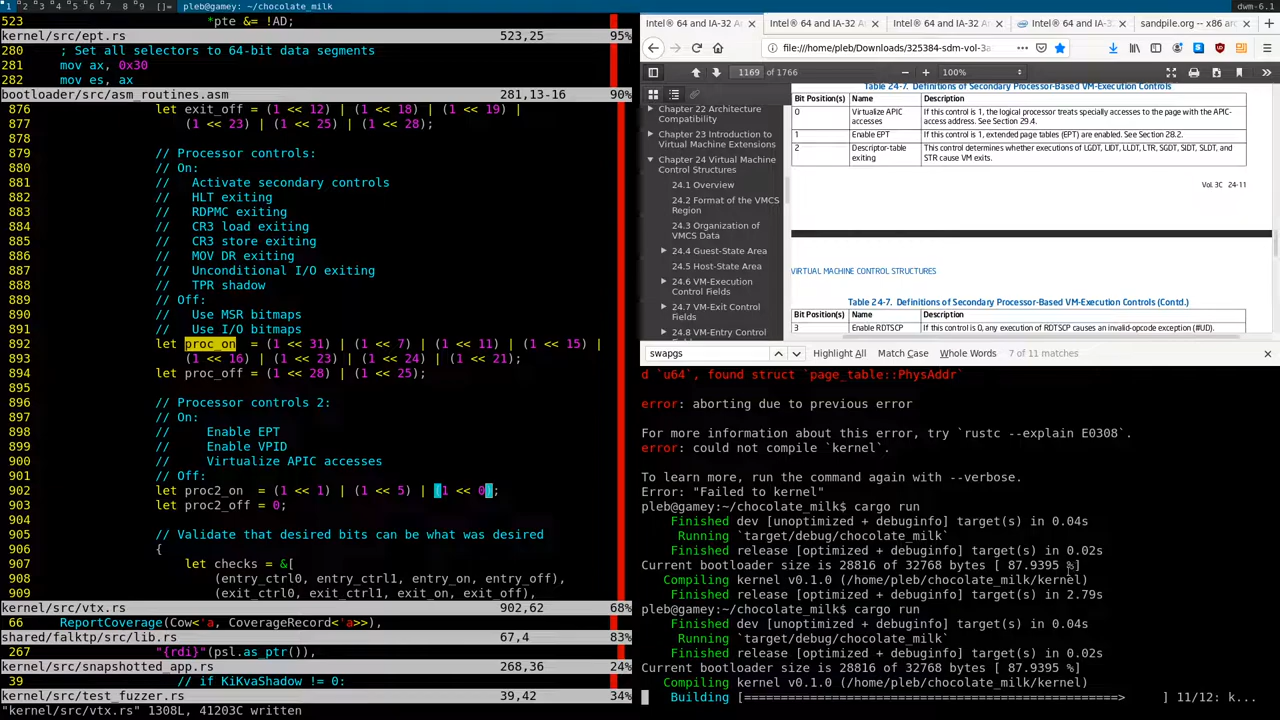 1 2 3 4 5 6 7 8 9 []= pleb@gamey: ~/chocolate_milk dwm-6.1
523 *pte &= !AD;
kernel/src/ept.rs 523,25 95%
280 ; Set all selectors to 64-bit data segments
281 mov ax, 0x30
282 mov es, ax
bootloader/src/asm_routines.asm 281,13-16 90%
876 let exit_off = (1 << 12) | (1 << 18) | (1 << 19) |
877 (1 << 23) | (1 << 25) | (1 << 28);
878
879 // Processor controls:
880 // On:
881 // Activate secondary controls
882 // HLT exiting
883 // RDPMC exiting
884 // CR3 load exiting
885 // CR3 store exiting
886 // MOV DR exiting
887 // Unconditional I/O exiting
888 // TPR shadow
889 // Off:
890 // Use MSR bitmaps
891 // Use I/O bitmaps
892 let proc_on = (1 << 31) | (1 << 7) | (1 << 11) | (1 << 15) |
893 (1 << 16) | (1 << 23) | (1 << 24) | (1 << 21);
894 let proc_off = (1 << 28) | (1 << 25);
895
896 // Processor controls 2:
897 // On:
898 // Enable EPT
899 // Enable VPID
900 // Virtualize APIC accesses
901 // Off:
902 let proc2_on = (1 << 1) | (1 << 5) | (1 << 0);
903 let proc2_off = 0;
904
905 // Validate that desired bits can be what was desired
906 {
907 let checks = &[
908 (entry_ctrl0, entry_ctrl1, entry_on, entry_off),
909 (exit_ctrl0, exit_ctrl1, exit_on, exit_off),
kernel/src/vtx.rs 902,62 68%
66 ReportCoverage(Cow<'a, CoverageRecord<'a>>),
shared/falktp/src/lib.rs 67,4 83%
267 "{rdi}"(psl.as_ptr()),
kernel/src/snapshotted_app.rs 268,36 24%
39 // if KiKvaShadow != 0:
kernel/src/test_fuzzer.rs 39,42 34%
"kernel/src/vtx.rs" 1308L, 41203C written
Intel® 64 and IA-32 Ar Intel® 64 and IA-32 Arc Intel® 64 and IA-32 Arc Intel® 64 and IA-32 Arc sandpile.org -- x86 arc
file:///home/pleb/Downloads/325384-sdm-vol-3a
1169 of 1766 100%
Chapter 22 Architecture
Compatibility
Chapter 23 Introduction to
Virtual Machine Extensions
Chapter 24 Virtual Machine
Control Structures
24.1 Overview
24.2 Format of the VMCS
Region
24.3 Organization of
VMCS Data
24.4 Guest-State Area
24.5 Host-State Area
24.6 VM-Execution
Control Fields
24.7 VM-Exit Control
Fields
24.8 VM-Entry Control
Table 24-7. Definitions of Secondary Processor-Based VM-Execution Controls
Bit Position(s) Name Description
0 Virtualize APIC accesses If this control is 1, the logical processor treats specially accesses to the page with the APIC-access address. See Section 29.4.
1 Enable EPT If this control is 1, extended page tables (EPT) are enabled. See Section 28.2.
2 Descriptor-table exiting This control determines whether executions of LGDT, LIDT, LLDT, LTR, SGDT, SIDT, SLDT, and STR cause VM exits.
Vol. 3C 24-11
VIRTUAL MACHINE CONTROL STRUCTURES
Table 24-7. Definitions of Secondary Processor-Based VM-Execution Controls (Contd.)
Bit Position(s) Name Description
3 Enable RDTSCP If this control is 0, any execution of RDTSCP causes an invalid-opcode exception (#UD).
swapgs Highlight All Match Case Whole Words 7 of 11 matches
d `u64`, found struct `page_table::PhysAddr`
error: aborting due to previous error
For more information about this error, try `rustc --explain E0308`.
error: could not compile `kernel`.
To learn more, run the command again with --verbose.
Error: "Failed to kernel"
pleb@gamey:~/chocolate_milk$ cargo run
Finished dev [unoptimized + debuginfo] target(s) in 0.04s
Running `target/debug/chocolate_milk`
Finished release [optimized + debuginfo] target(s) in 0.02s
Current bootloader size is 28816 of 32768 bytes [ 87.9395 %]
Compiling kernel v0.1.0 (/home/pleb/chocolate_milk/kernel)
Finished release [optimized + debuginfo] target(s) in 2.79s
pleb@gamey:~/chocolate_milk$ cargo run
Finished dev [unoptimized + debuginfo] target(s) in 0.04s
Running `target/debug/chocolate_milk`
Finished release [optimized + debuginfo] target(s) in 0.02s
Current bootloader size is 28816 of 32768 bytes [ 87.9395 %]
Compiling kernel v0.1.0 (/home/pleb/chocolate_milk/kernel)
Building [===================================================> ] 11/12: k...